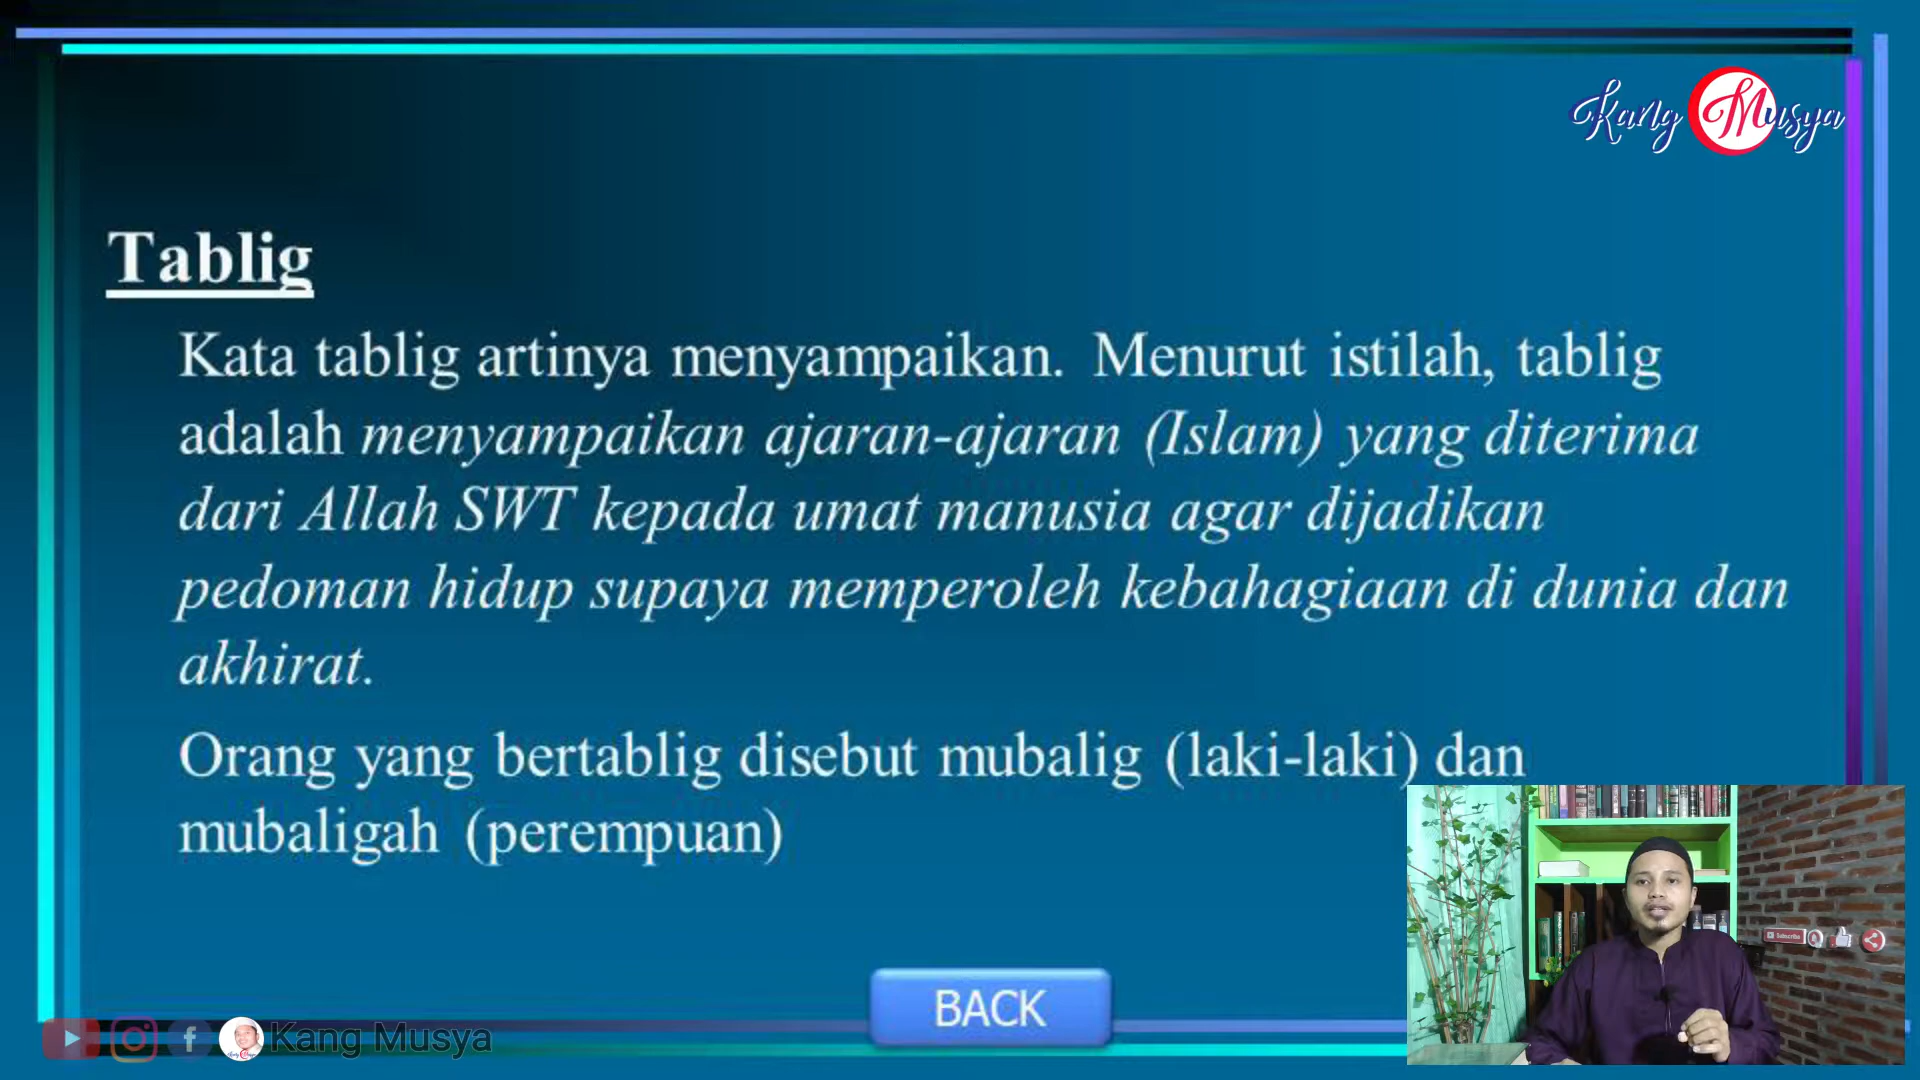 Kang Musya
Tablig
Kata tablig artinya menyampaikan. Menurut istilah, tablig
adalah menyampaikan ajaran-ajaran (Islam) yang diterima
dari Allah SWT kepada umat manusia agar dijadikan
pedoman hidup supaya memperoleh kebahagiaan di dunia dan
akhirat.
Orang yang bertablig disebut mubalig (laki-laki) dan
mubaligah (perempuan)
Subscribe
BACK
Kang Musya